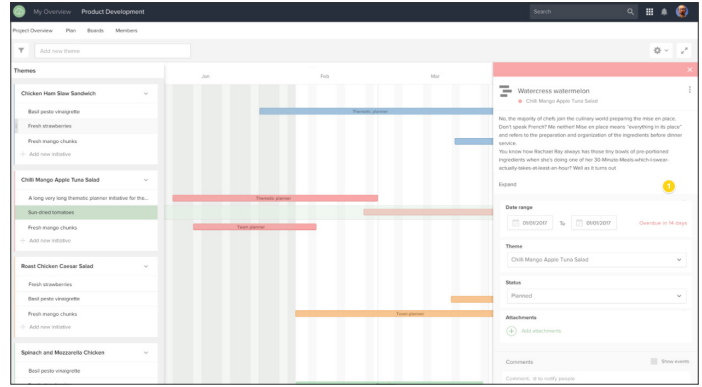 My Overview Product Development
Search
Project Overview Plan Boards Members
Add new theme
Themes
Jan Feb Mar
Chicken Ham Slaw Sandwich
Basil pesto vinaigrette
Thematic planner
Fresh strawberries
Fresh mango chunks
Add new initiative
Chilli Mango Apple Tuna Salad
A long very long thematic planner initiative for the...
Thematic planner
Sun-dried tomatoes
Fresh mango chunks
Team planner
Add new initiative
Roast Chicken Caesar Salad
Fresh strawberries
Basil pesto vinaigrette
Fresh mango chunks
Team planner
Add new initiative
Spinach and Mozzarella Chicken
Basil pesto vinaigrette
Watercress watermelon
Chilli Mango Apple Tuna Salad
No, the majority of chefs join the culinary world preparing the mise en place.
Don't speak French? Me neither! Mise en place means "everything in its place"
and refers to the preparation and organization of the ingredients before dinner
service.
You know how Rachael Ray always has those tiny bowls of pre-portioned
ingredients when she's doing one of her 30-Minute-Meals-which-I-swear-
actually-takes-at-least-an-hour? Well as it turns out
Expand
1
Date range
01/01/2017 To 01/01/2017 Overdue in 14 days
Theme
Chilli Mango Apple Tuna Salad
Status
Planned
Attachments
Add attachments
Comments Show events
Comment @ to notify people